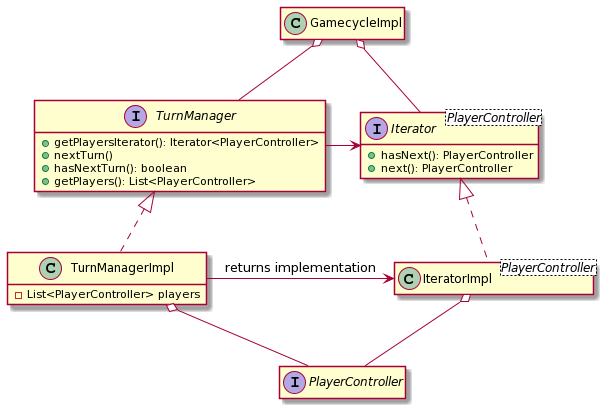 C GamecycleImpl
I TurnManager
getPlayersIterator(): Iterator<PlayerController>
nextTurn()
hasNextTurn(): boolean
getPlayers(): List<PlayerController>
I Iterator PlayerController
hasNext(): PlayerController
next(): PlayerController
C TurnManagerImpl
List<PlayerController> players
returns implementation
C IteratorImpl PlayerController
I PlayerController